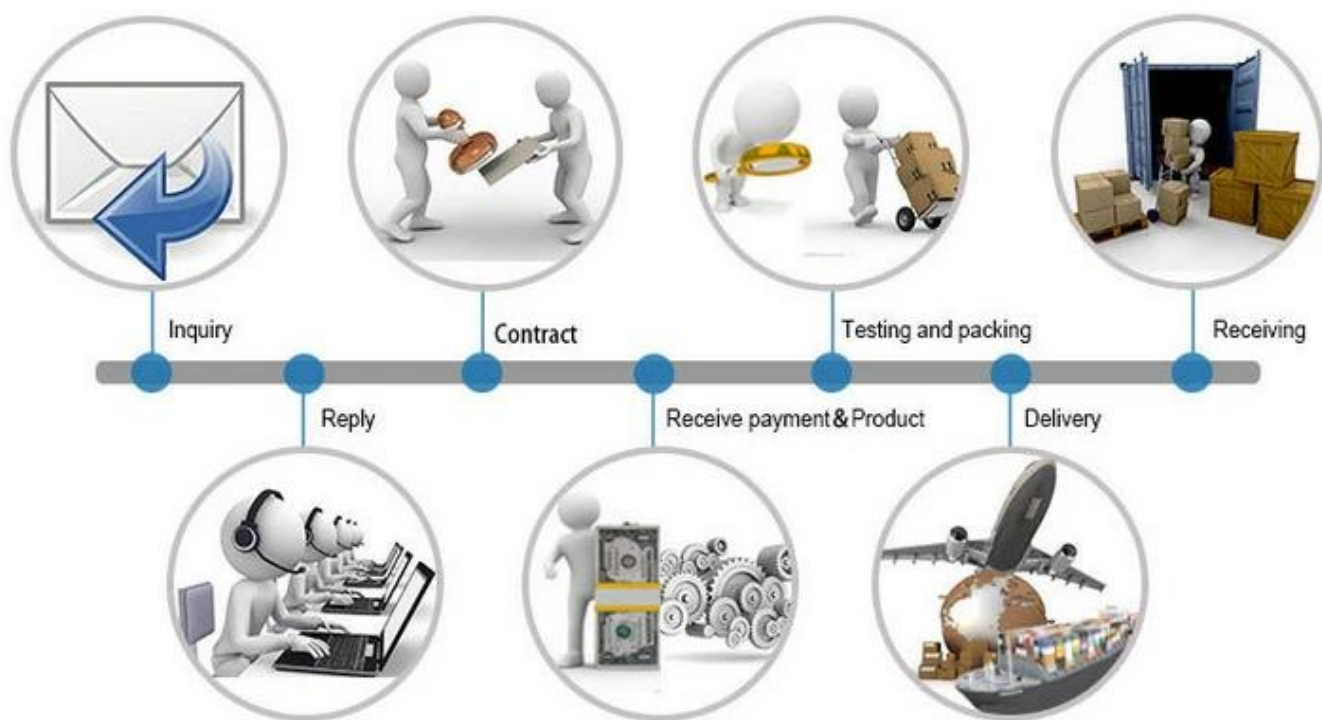 Inquiry
Reply
Contract
Receive payment & Product
Testing and packing
Delivery
Receiving